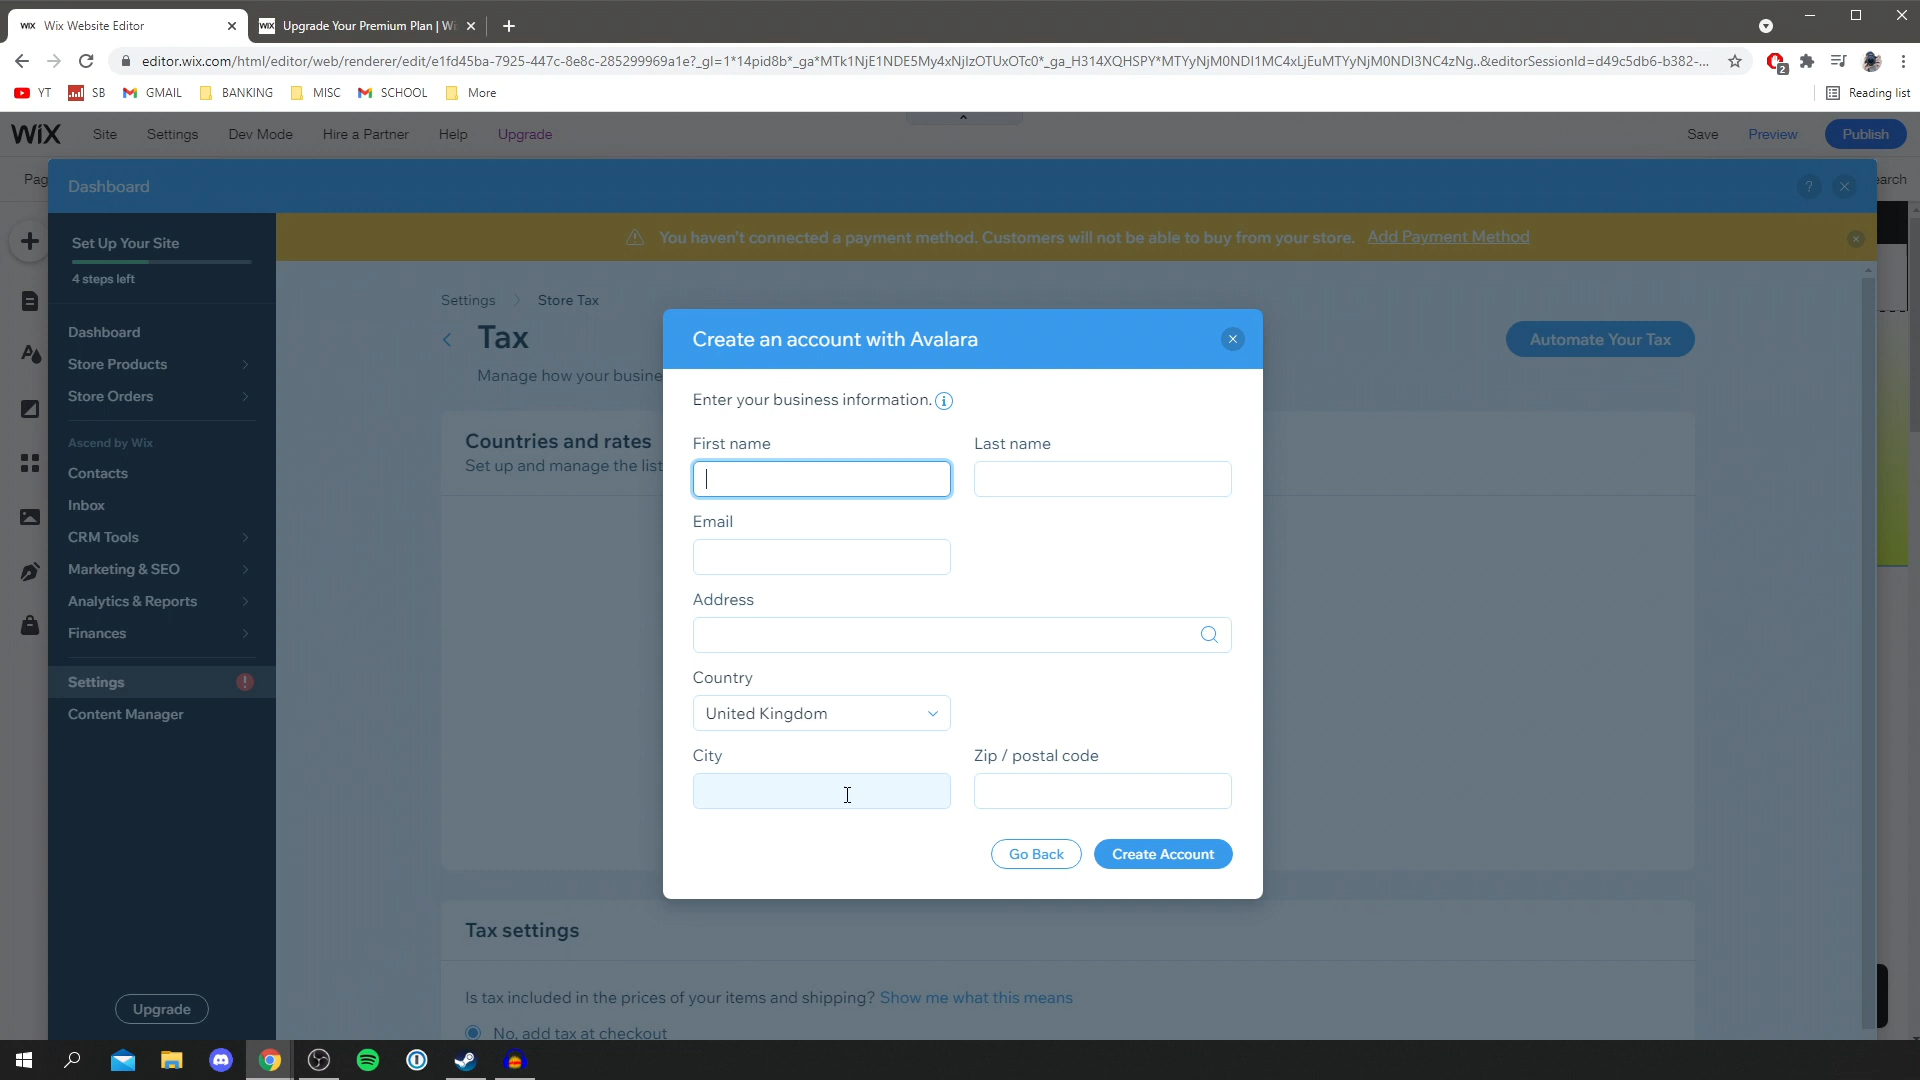 WIX Wix Website Editor
WIX Upgrade Your Premium Plan | Wi
editor.wix.com/html/editor/web/renderer/edit/e1fd45ba-7925-447c-8e8c-285299969a1e?_gl=1*14pid8b*_ga*MTk1NjE1NDE5My4xNjIzOTUxOTc0*_ga_H314XQHSPY*MTYyNjM0NDI1MC4xLjEuMTYyNjM0NDI3NC4zNg..&editorSessionId=d49c5db6-b382-...
2
YT
SB
GMAIL
BANKING
MISC
SCHOOL
More
Reading list
WIX
Site
Settings
Dev Mode
Hire a Partner
Help
Upgrade
Save
Preview
Publish
Pag
earch
Dashboard
?
Set Up Your Site
4 steps left
You haven't connected a payment method. Customers will not be able to buy from your store. Add Payment Method
Dashboard
Store Products
Store Orders
Ascend by Wix
Contacts
Inbox
CRM Tools
Marketing & SEO
Analytics & Reports
Finances
Settings
Content Manager
Upgrade
Settings > Store Tax
Tax
Automate Your Tax
Manage how your busine
Countries and rates
Set up and manage the list
Create an account with Avalara
Enter your business information.
First name
Last name
Email
Address
Country
United Kingdom
City
Zip / postal code
Go Back
Create Account
Tax settings
Is tax included in the prices of your items and shipping? Show me what this means
No, add tax at checkout